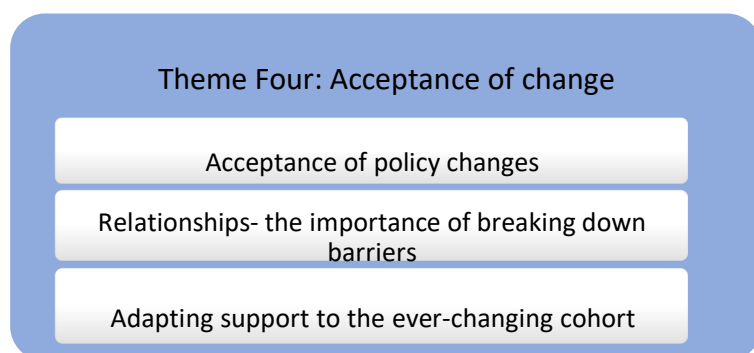 Theme Four: Acceptance of change
Acceptance of policy changes
Relationships- the importance of breaking down
barriers
Adapting support to the ever-changing cohort